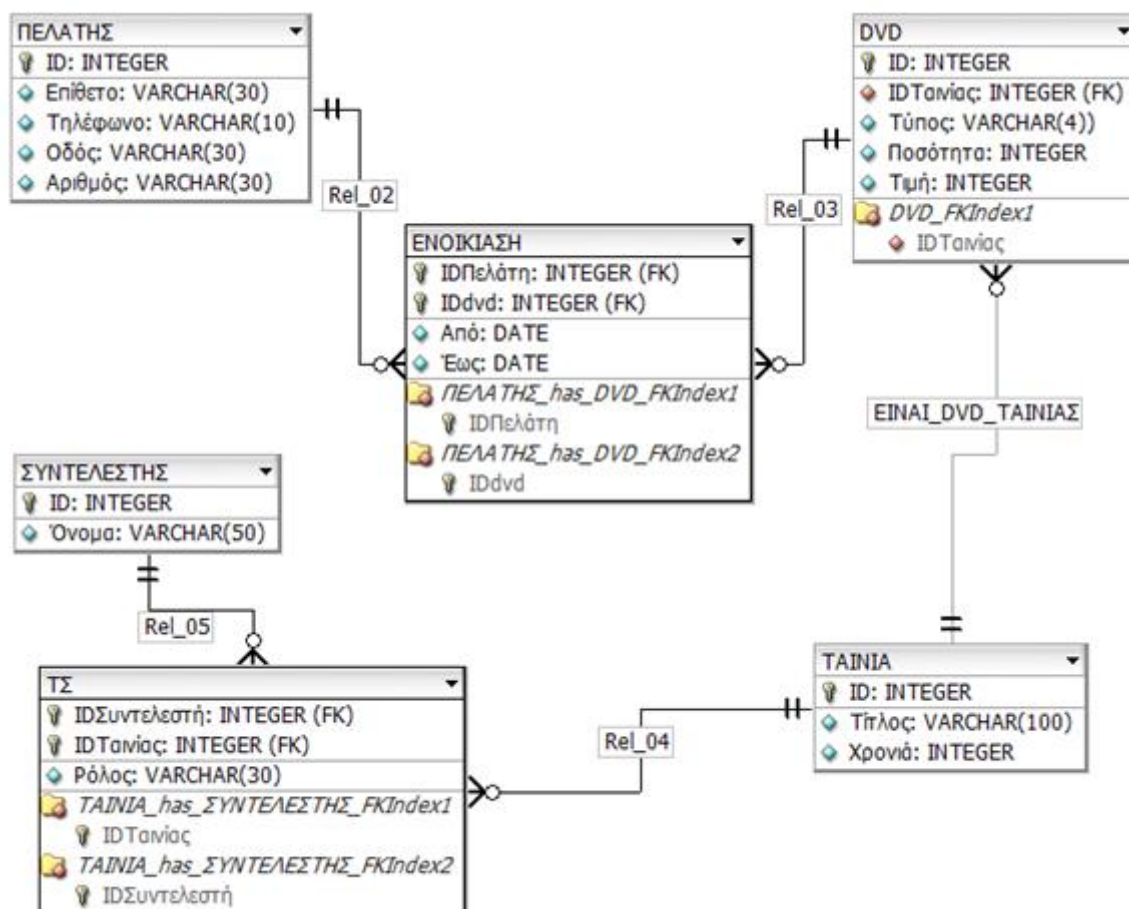 ΠΕΛΑΤΗΣ
ID: INTEGER
Επίθετο: VARCHAR(30)
Τηλέφωνο: VARCHAR(10)
Οδός: VARCHAR(30)
Αριθμός: VARCHAR(30)
Rel_02
DVD
ID: INTEGER
IDΤαινίας: INTEGER (FK)
Τύπος: VARCHAR(4))
Ποσότητα: INTEGER
Τιμή: INTEGER
DVD_FKIndex1
IDΤαινίας
Rel_03
ΕΝΟΙΚΙΑΣΗ
IDΠελάτη: INTEGER (FK)
IDdvd: INTEGER (FK)
Από: DATE
Έως: DATE
ΠΕΛΑΤΗΣ_has_DVD_FKIndex1
IDΠελάτη
ΠΕΛΑΤΗΣ_has_DVD_FKIndex2
IDdvd
ΕΙΝΑΙ_DVD_ΤΑΙΝΙΑΣ
ΣΥΝΤΕΛΕΣΤΗΣ
ID: INTEGER
Όνομα: VARCHAR(50)
Rel_05
ΤΣ
IDΣυντελεστή: INTEGER (FK)
IDΤαινίας: INTEGER (FK)
Ρόλος: VARCHAR(30)
ΤΑΙΝΙΑ_has_ΣΥΝΤΕΛΕΣΤΗΣ_FKIndex1
IDΤαινίας
ΤΑΙΝΙΑ_has_ΣΥΝΤΕΛΕΣΤΗΣ_FKIndex2
IDΣυντελεστή
Rel_04
ΤΑΙΝΙΑ
ID: INTEGER
Τίτλος: VARCHAR(100)
Χρονιά: INTEGER